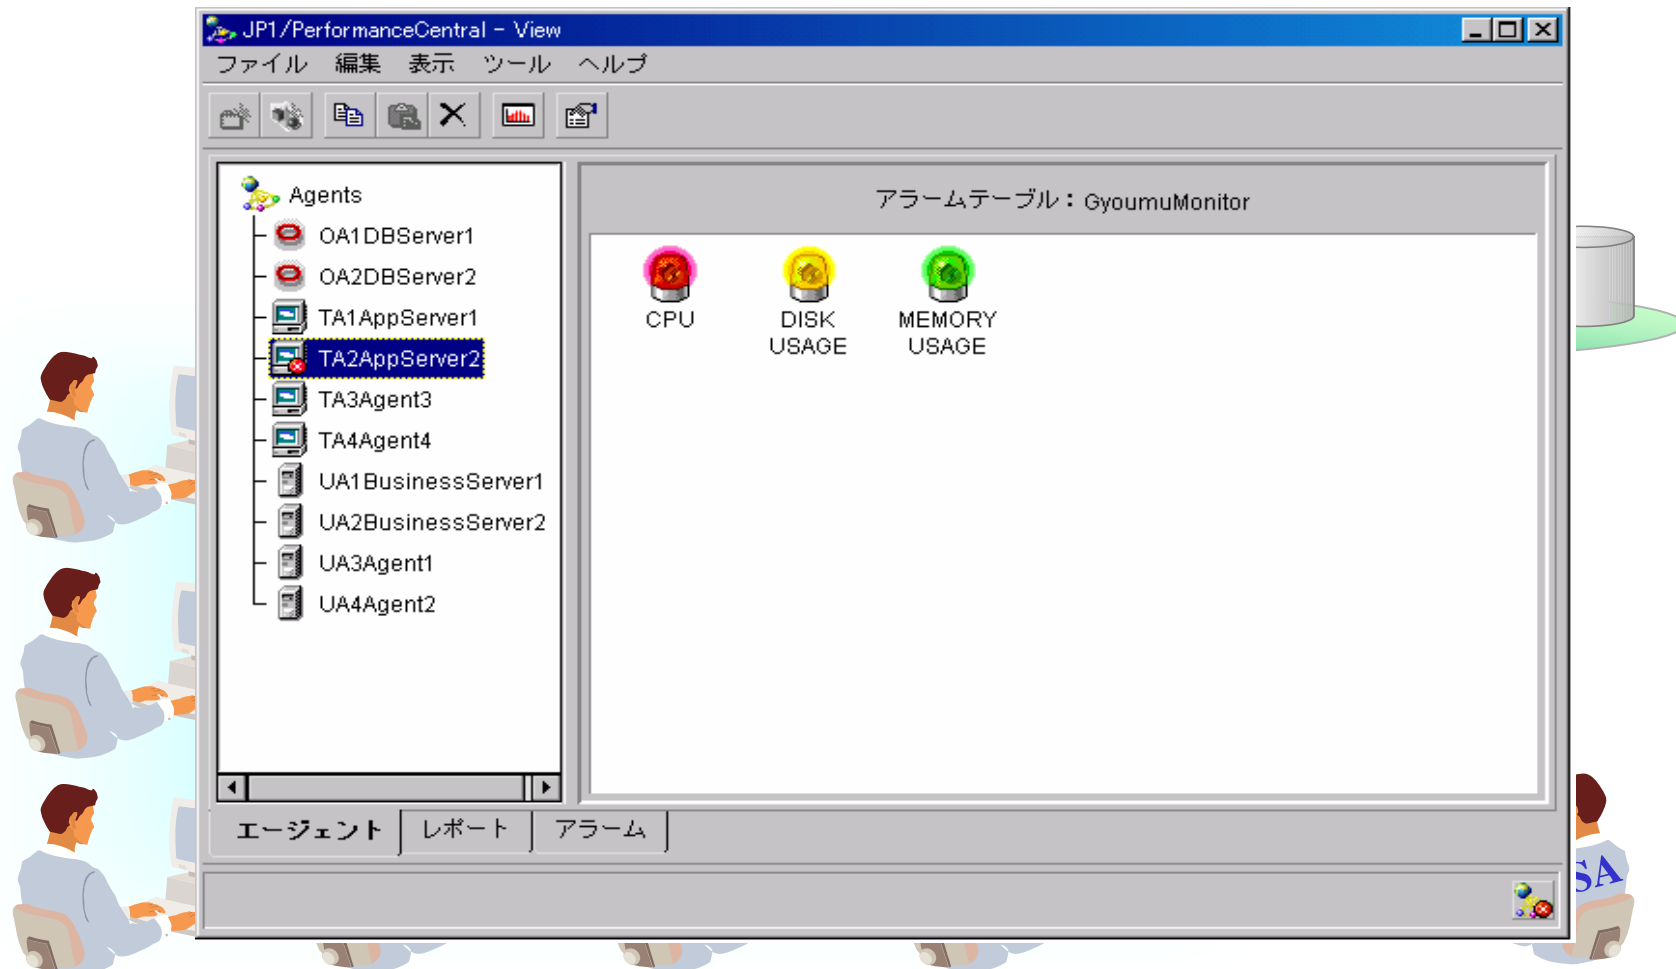 JP1/PerformanceCentral - View
ファイル 編集 表示 ツール ヘルプ
Agents
OA1DBServer1
OA2DBServer2
TA1AppServer1
TA2AppServer2
TA3Agent3
TA4Agent4
UA1BusinessServer1
UA2BusinessServer2
UA3Agent1
UA4Agent2
アラームテーブル：GyoumuMonitor
CPU
DISK
USAGE
MEMORY
USAGE
エージェント レポート アラーム
SA